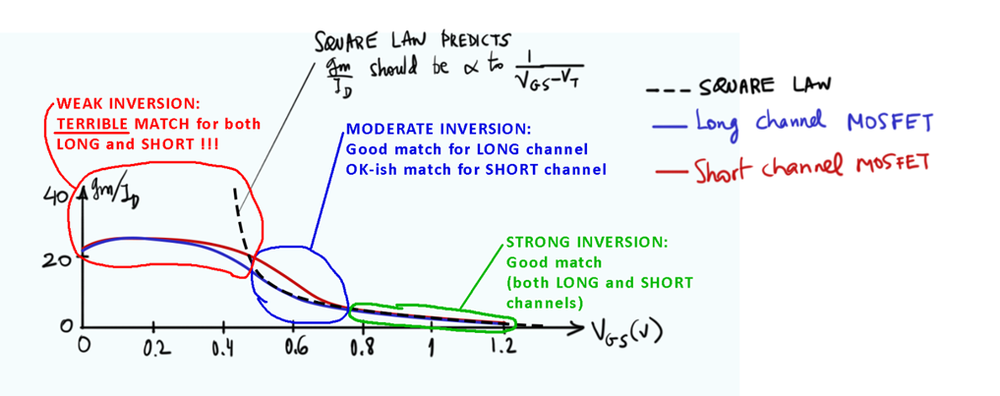 SQUARE LAW PREDICTS
gm/ID should be α to 1/(VGS-VT)
WEAK INVERSION:
TERRIBLE MATCH for both
LONG and SHORT !!!
MODERATE INVERSION:
Good match for LONG channel
OK-ish match for SHORT channel
STRONG INVERSION:
Good match
(both LONG and SHORT
channels)
--- SQUARE LAW
— Long channel MOSFET
— Short channel MOSFET
gm/ID
40
20
0
0 0.2 0.4 0.6 0.8 1 1.2
VGS(V)